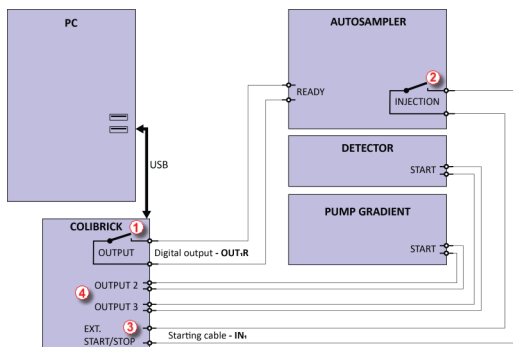 PC
AUTOSAMPLER
READY
2
INJECTION
DETECTOR
START
USB
PUMP GRADIENT
START
COLIBRICK
1
OUTPUT
Digital output - OUT₁R
OUTPUT 2
4
OUTPUT 3
EXT.
3
START/STOP
Starting cable - IN₁